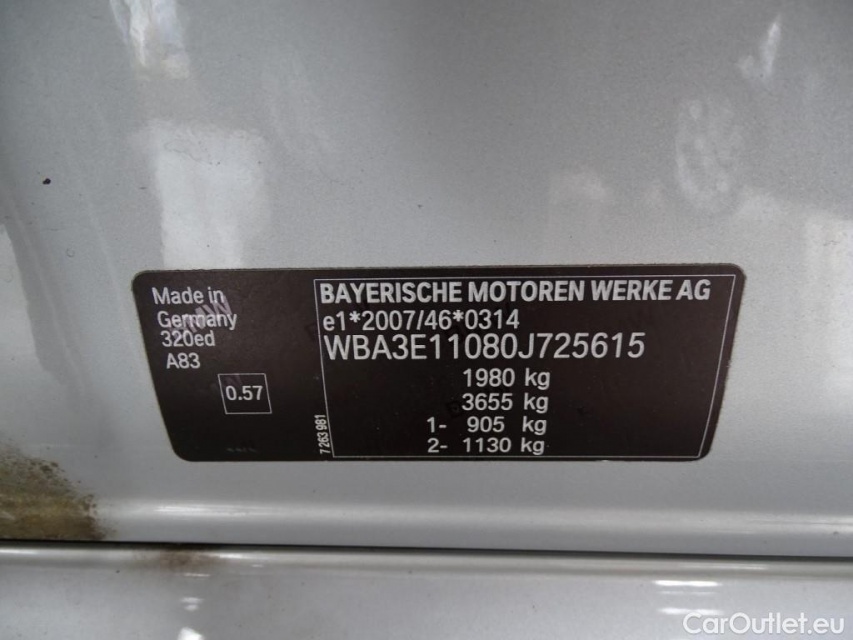 Made in
Germany
320ed
A83
0.57
BAYERISCHE MOTOREN WERKE AG
e1*2007/46*0314
WBA3E11080J725615
1980 kg
3655 kg
1- 905 kg
2- 1130 kg
7 263 981
CarOutlet.eu